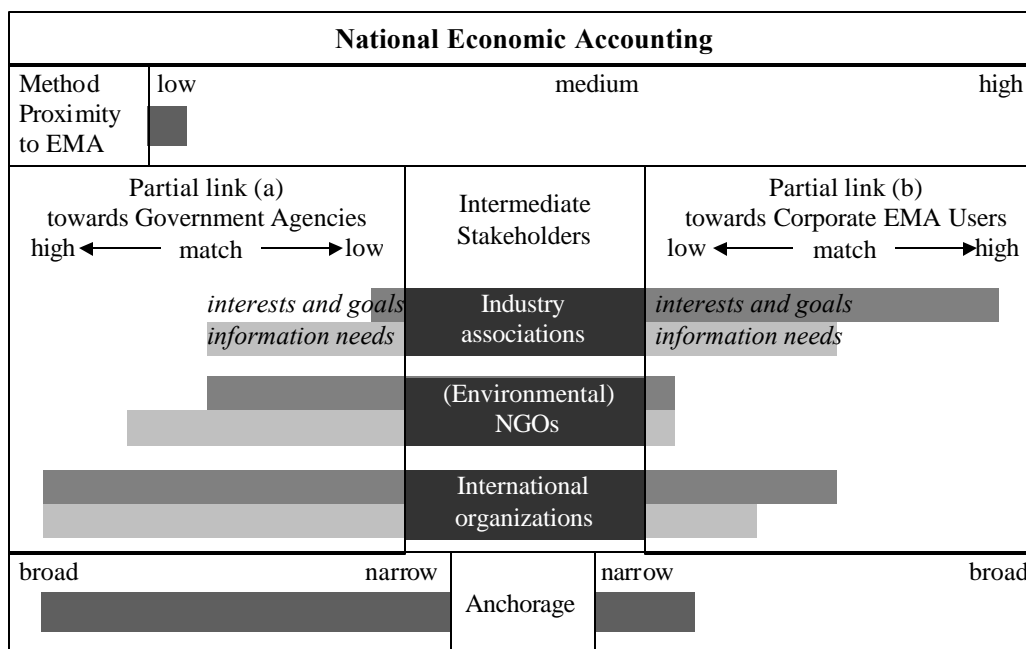 National Economic Accounting
Method
Proximity
to EMA
low medium high
Partial link (a)
towards Government Agencies
high match low
Intermediate
Stakeholders
Partial link (b)
towards Corporate EMA Users
low match high
interests and goals
information needs
Industry
associations
interests and goals
information needs
(Environmental)
NGOs
International
organizations
broad narrow
Anchorage
narrow broad